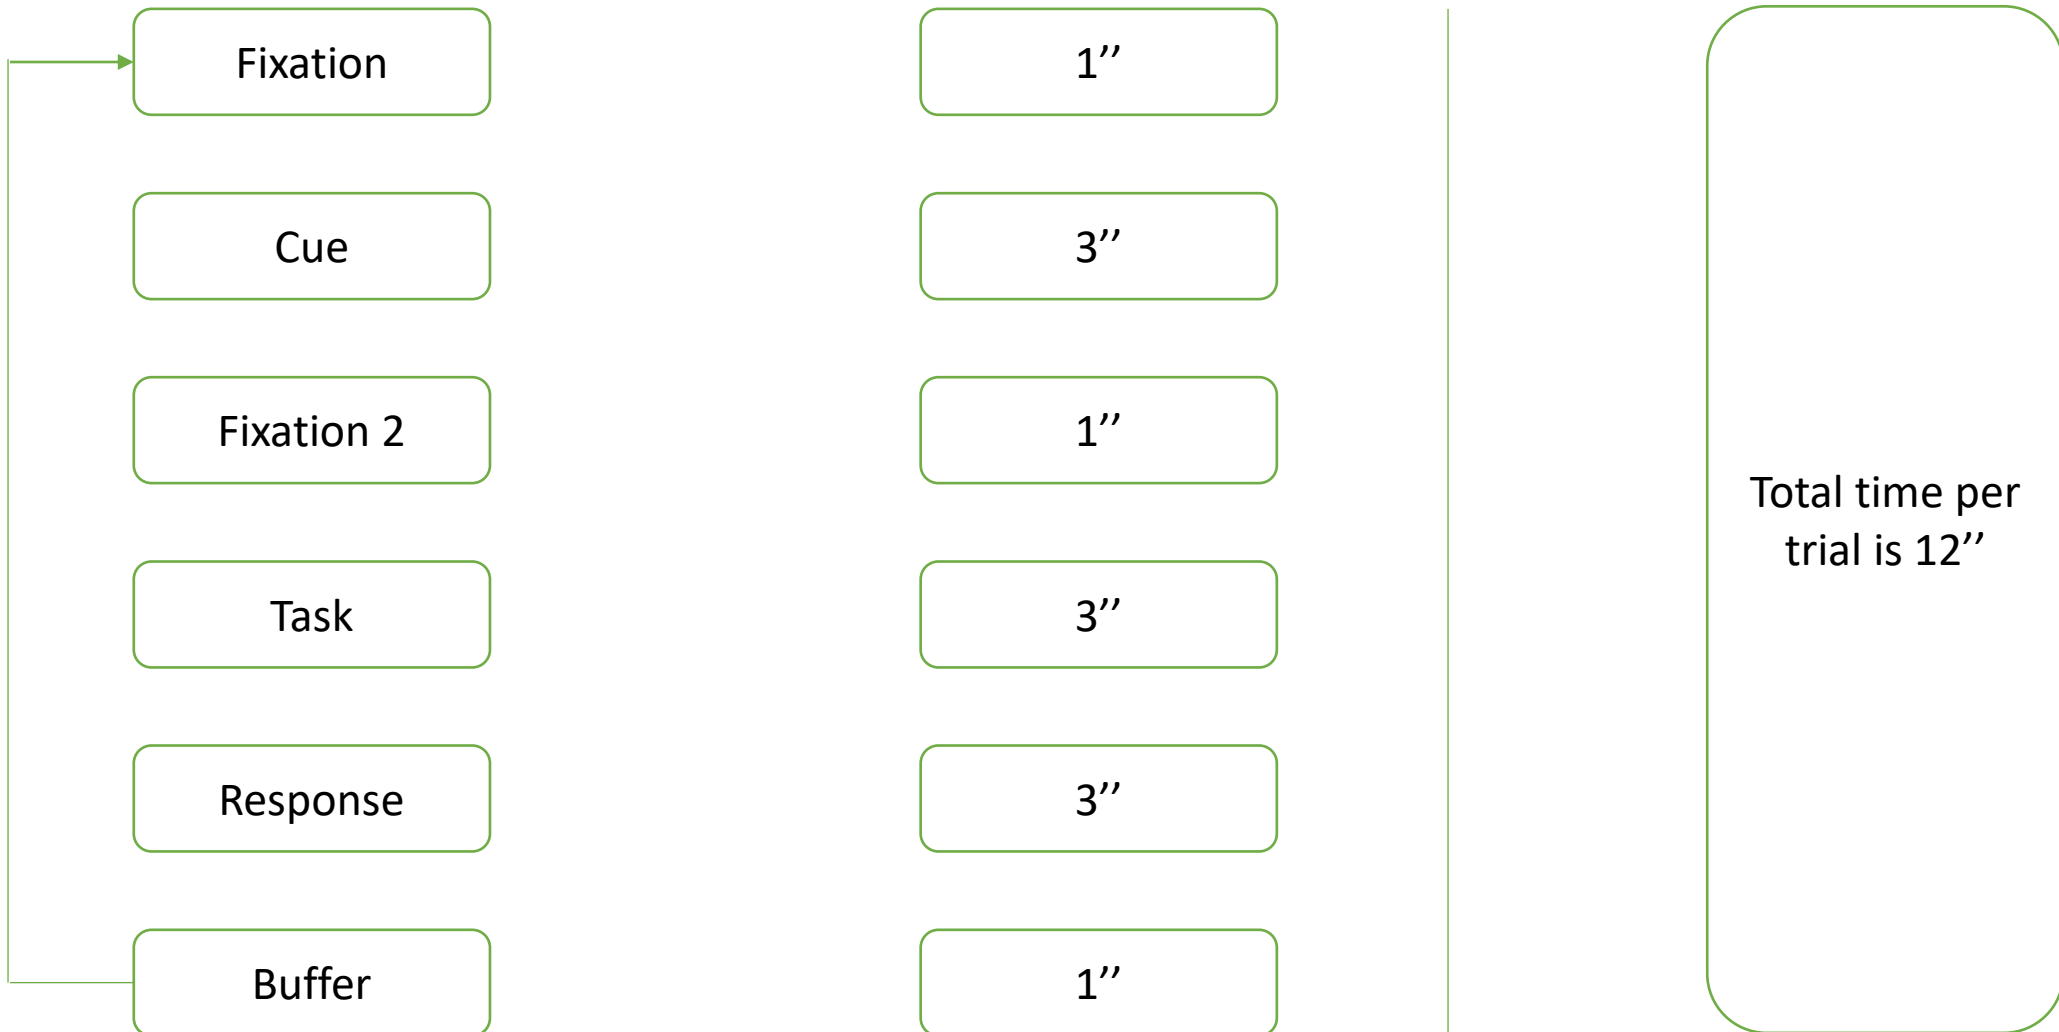 Fixation
1’’
Cue
3’’
Fixation 2
1’’
Task
3’’
Response
3’’
Buffer
1’’
Total time per
trial is 12’’